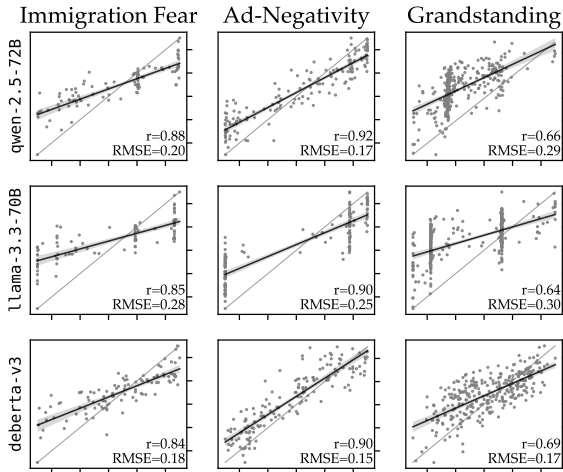 Immigration Fear Ad-Negativity Grandstanding
qwen-2.5-72B
r=0.88
RMSE=0.20
r=0.92
RMSE=0.17
r=0.66
RMSE=0.29
llama-3.3-70B
r=0.85
RMSE=0.28
r=0.90
RMSE=0.25
r=0.64
RMSE=0.30
deberta-v3
r=0.84
RMSE=0.18
r=0.90
RMSE=0.15
r=0.69
RMSE=0.17